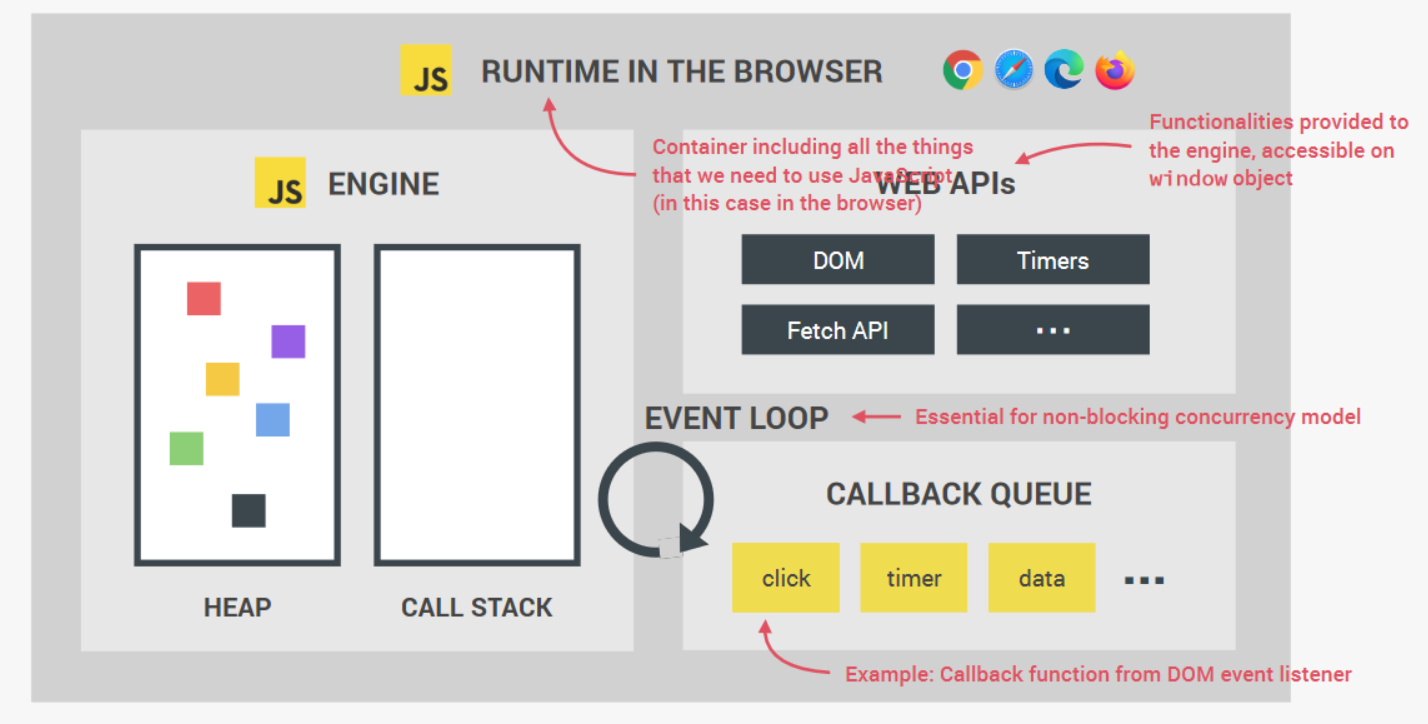 JS RUNTIME IN THE BROWSER
Functionalities provided to
the engine, accessible on
window object
Container including all the things
that we need to use JavaScript
(in this case in the browser)
JS ENGINE
WEB APIs
DOM
Timers
Fetch API
...
EVENT LOOP
Essential for non-blocking concurrency model
CALLBACK QUEUE
click
timer
data
...
HEAP
CALL STACK
Example: Callback function from DOM event listener